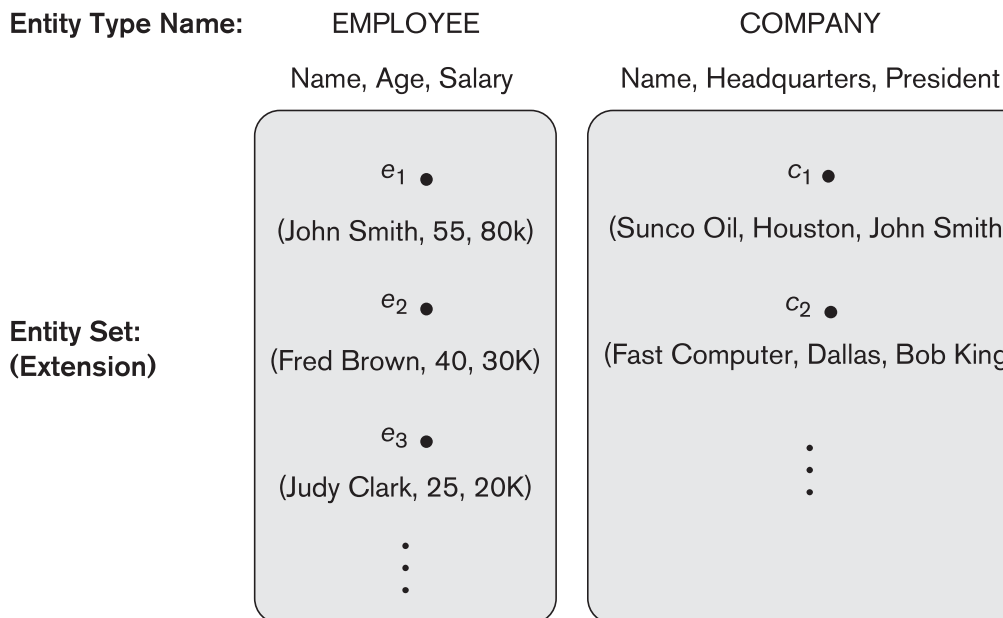 Entity Type Name: EMPLOYEE COMPANY
Name, Age, Salary Name, Headquarters, President
e1 c1
(John Smith, 55, 80k) (Sunco Oil, Houston, John Smith
e2 c2
Entity Set:
(Extension)
(Fred Brown, 40, 30K) (Fast Computer, Dallas, Bob King
e3
(Judy Clark, 25, 20K)